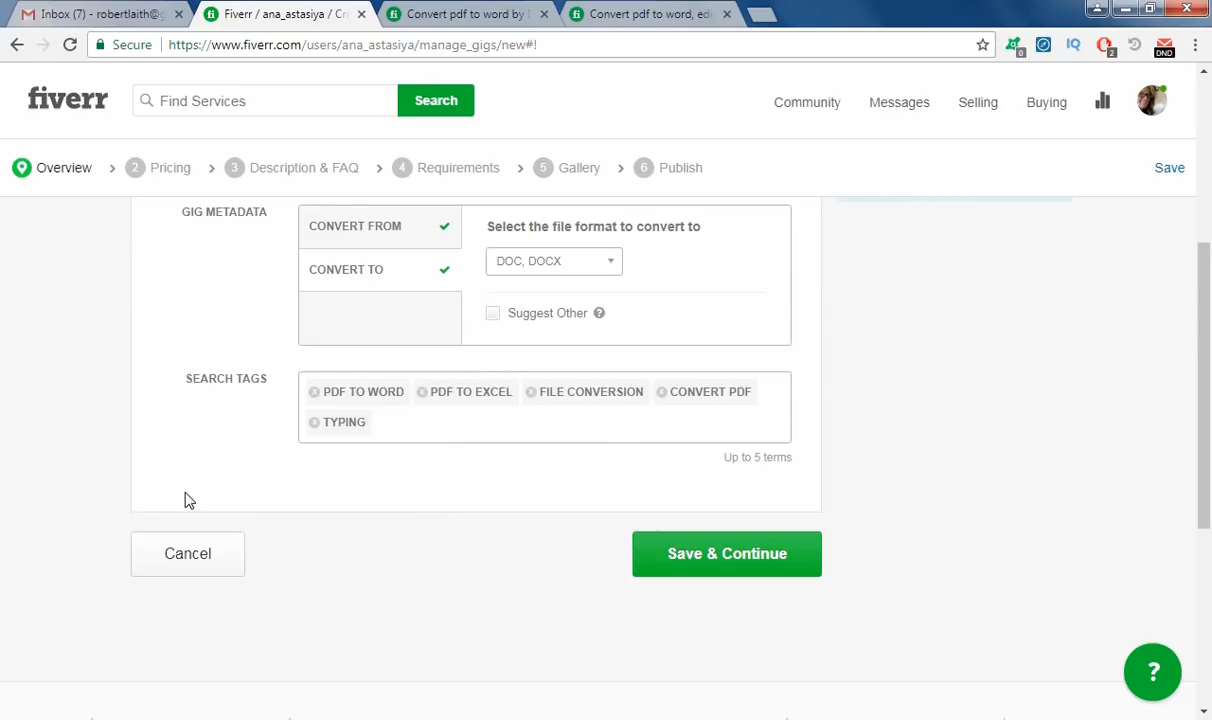 Inbox (7) - robertlaith@g
Fiverr / ana_astasiya / Cr
Convert pdf to word by
Convert pdf to word, edi
Secure
https://www.fiverr.com/users/ana_astasiya/manage_gigs/new#!
0
2
DND
fiverr
Find Services
Search
Community
Messages
Selling
Buying
Overview
2 Pricing
3 Description & FAQ
4 Requirements
5 Gallery
6 Publish
Save
GIG METADATA
CONVERT FROM
Select the file format to convert to
DOC, DOCX
CONVERT TO
Suggest Other ?
SEARCH TAGS
PDF TO WORD
PDF TO EXCEL
FILE CONVERSION
CONVERT PDF
TYPING
Up to 5 terms
Cancel
Save & Continue
?